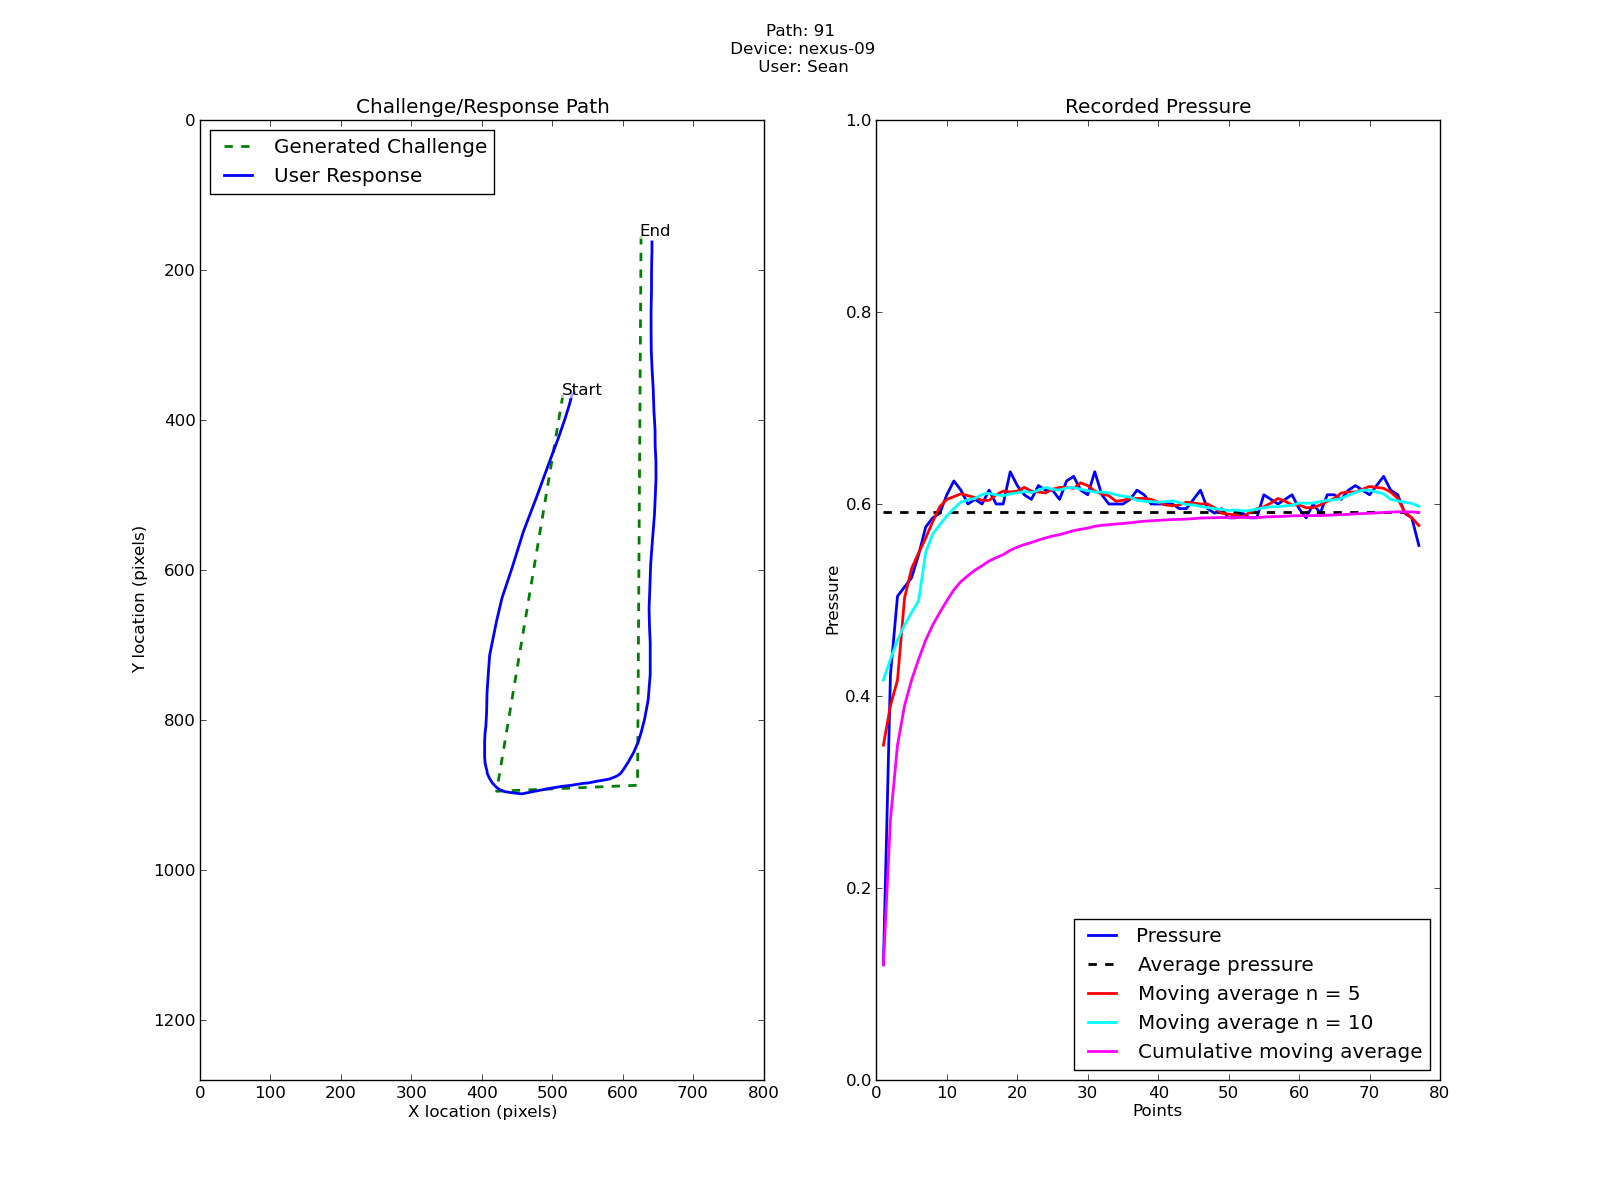 Path: 91
Device: nexus-09
User: Sean
Challenge/Response Path
Generated Challenge
User Response
End
Start
0
200
400
600
800
1000
1200
Y location (pixels)
0 100 200 300 400 500 600 700 800
X location (pixels)
Recorded Pressure
1.0
0.8
0.6
0.4
0.2
0.0
Pressure
Pressure
Average pressure
Moving average n = 5
Moving average n = 10
Cumulative moving average
0 10 20 30 40 50 60 70 80
Points